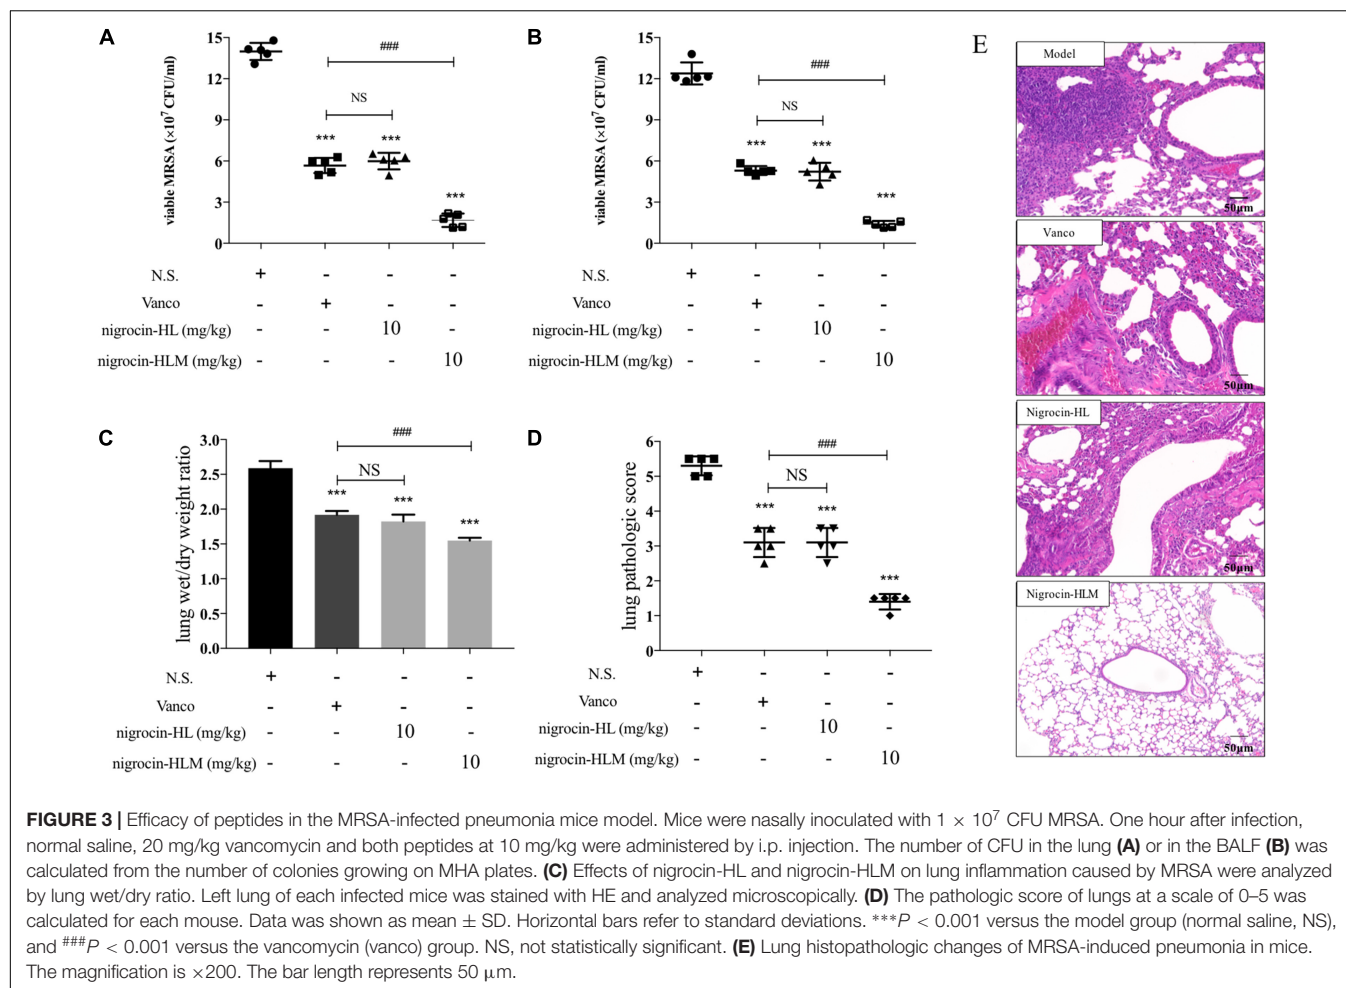 A
viable MRSA (×10⁷ CFU/ml)
15
12
9
6
3
0
###
NS
*** *** ***
N.S. + - - -
Vanco - + - -
nigrocin-HL (mg/kg) - - 10 -
nigrocin-HLM (mg/kg) - - - 10
B
viable MRSA (×10⁷ CFU/ml)
15
12
9
6
3
0
###
NS
*** *** ***
N.S. + - - -
Vanco - + - -
nigrocin-HL (mg/kg) - - 10 -
nigrocin-HLM (mg/kg) - - - 10
C
lung wet/dry weight ratio
3.0
2.5
2.0
1.5
1.0
0.5
0.0
###
NS
*** *** ***
N.S. + - - -
Vanco - + - -
nigrocin-HL (mg/kg) - - 10 -
nigrocin-HLM (mg/kg) - - - 10
D
lung pathologic score
6
5
4
3
2
1
0
###
NS
*** *** ***
N.S. + - - -
Vanco - + - -
nigrocin-HL (mg/kg) - - 10 -
nigrocin-HLM (mg/kg) - - - 10
E
Model
50μm
Vanco
50μm
Nigrocin-HL
50μm
Nigrocin-HLM
50μm
FIGURE 3 | Efficacy of peptides in the MRSA-infected pneumonia mice model. Mice were nasally inoculated with 1 × 10⁷ CFU MRSA. One hour after infection,
normal saline, 20 mg/kg vancomycin and both peptides at 10 mg/kg were administered by i.p. injection. The number of CFU in the lung (A) or in the BALF (B) was
calculated from the number of colonies growing on MHA plates. (C) Effects of nigrocin-HL and nigrocin-HLM on lung inflammation caused by MRSA were analyzed
by lung wet/dry ratio. Left lung of each infected mice was stained with HE and analyzed microscopically. (D) The pathologic score of lungs at a scale of 0–5 was
calculated for each mouse. Data was shown as mean ± SD. Horizontal bars refer to standard deviations. ***P < 0.001 versus the model group (normal saline, NS),
and ###P < 0.001 versus the vancomycin (vanco) group. NS, not statistically significant. (E) Lung histopathologic changes of MRSA-induced pneumonia in mice.
The magnification is ×200. The bar length represents 50 μm.